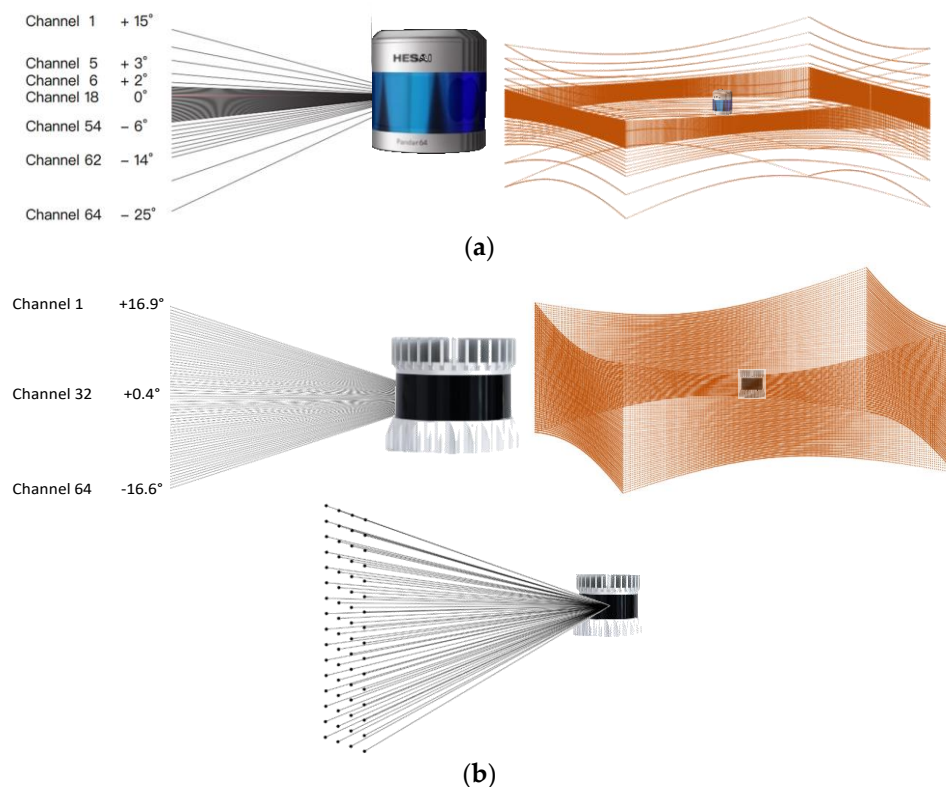 Channel 1 + 15°
Channel 5 + 3°
Channel 6 + 2°
Channel 18 0°
Channel 54 − 6°
Channel 62 − 14°
Channel 64 − 25°
HESAI
Pandar64
(a)
Channel 1 +16.9°
Channel 32 +0.4°
Channel 64 -16.6°
(b)